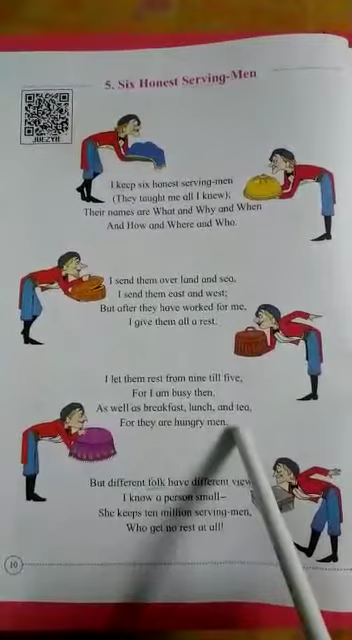 5. Six Honest Serving-Men
I keep six honest serving-men
(They taught me all I knew);
Their names are What and Why and When
And How and Where and Who.
I send them over land and sea,
I send them east and west;
But after they have worked for me,
I give them all a rest.
I let them rest from nine till five,
For I am busy then,
As well as breakfast, lunch, and tea,
For they are hungry men.
But different folk have different view
I know a person small–
She keeps ten million serving-men,
Who get no rest at all!
10